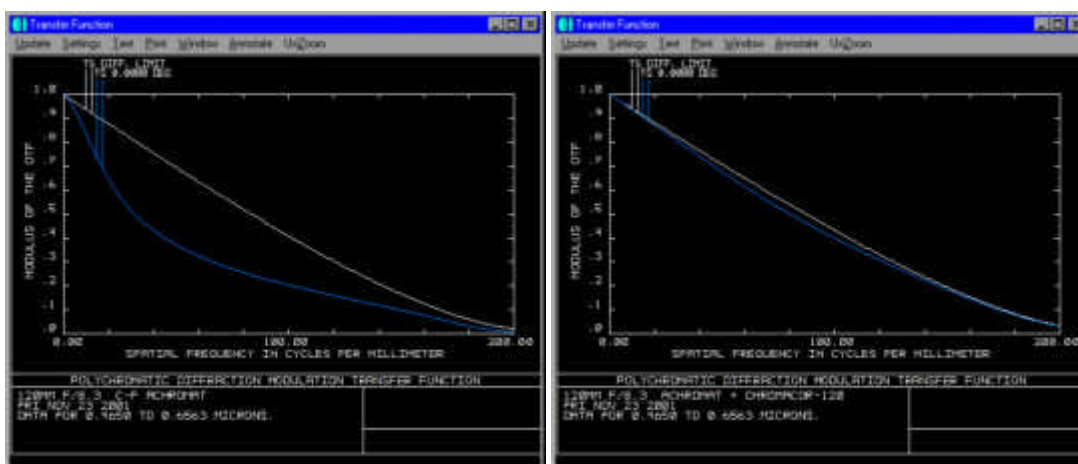 Transfer Function
Update Settings Text Print Window Annotate UnZoom
TS DIFF. LIMIT
TS 0.0000 DEG
1.0
.9
.8
.7
.6
.5
.4
.3
.2
.1
.0
MODULUS OF THE OTF
0.00 100.00 200.00
SPATIAL FREQUENCY IN CYCLES PER MILLIMETER
POLYCHROMATIC DIFFRACTION MODULATION TRANSFER FUNCTION
120MM F/8.3 C-F ACHROMAT
FRI NOV 23 2001
DATA FOR 0.4650 TO 0.6563 MICRONS.
Transfer Function
Update Settings Text Print Window Annotate UnZoom
TS DIFF. LIMIT
TS 0.0000 DEG
1.0
.9
.8
.7
.6
.5
.4
.3
.2
.1
.0
MODULUS OF THE OTF
0.00 100.00 200.00
SPATIAL FREQUENCY IN CYCLES PER MILLIMETER
POLYCHROMATIC DIFFRACTION MODULATION TRANSFER FUNCTION
120MM F/8.3 ACHROMAT + CHROMACOR-120
FRI NOV 23 2001
DATA FOR 0.4650 TO 0.6563 MICRONS.